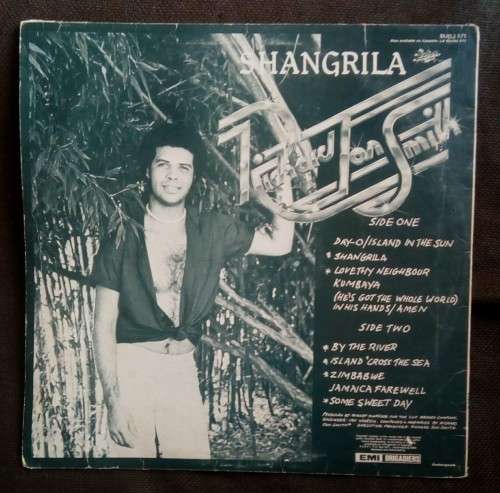 SHANGRILA
Richard Jon Smith
SIDE ONE
DAY-O/ISLAND IN THE SUN
* SHANGRILA
* LOVE THY NEIGHBOUR
KUMBAYA
(HE'S GOT THE WHOLE WORLD)
IN HIS HANDS/AMEN
SIDE TWO
* BY THE RIVER
* ISLAND 'CROSS THE SEA
* ZIMBABWE
JAMAICA FAREWELL
* SOME SWEET DAY
EMI BRIGADIERS